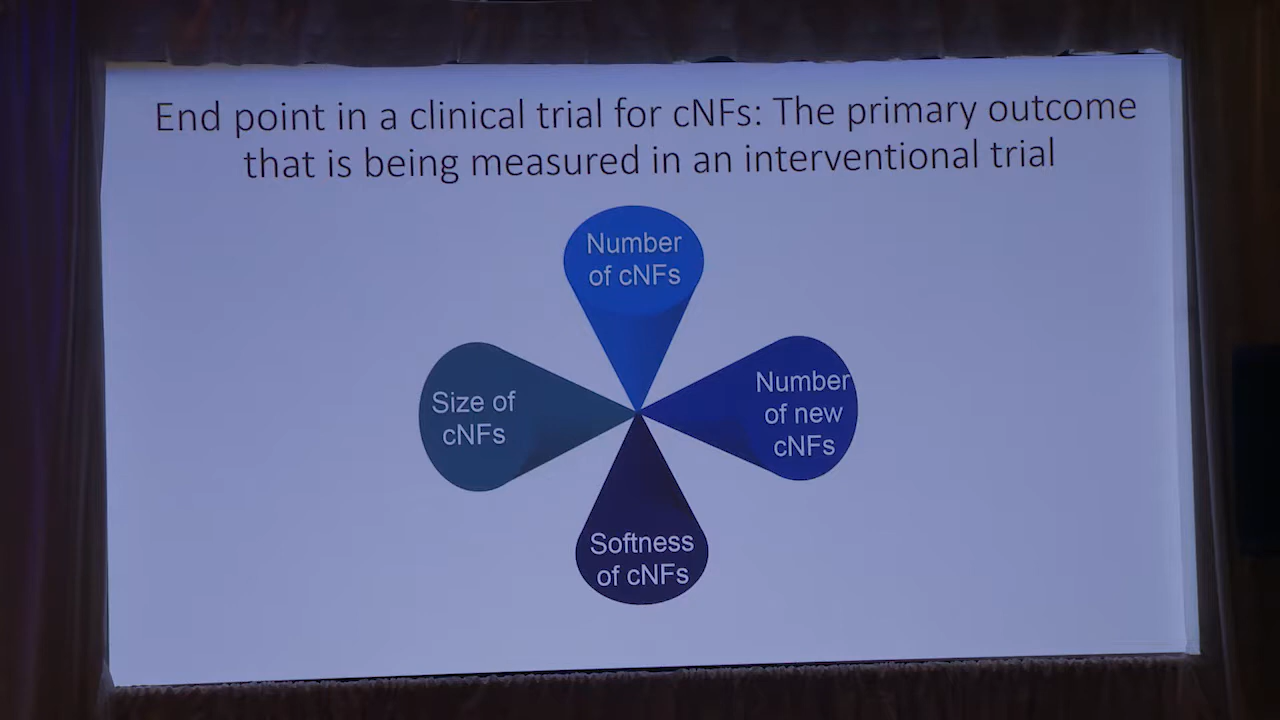 End point in a clinical trial for cNFs: The primary outcome
that is being measured in an interventional trial
Number
of cNFs
Size of
cNFs
Number
of new
cNFs
Softness
of cNFs